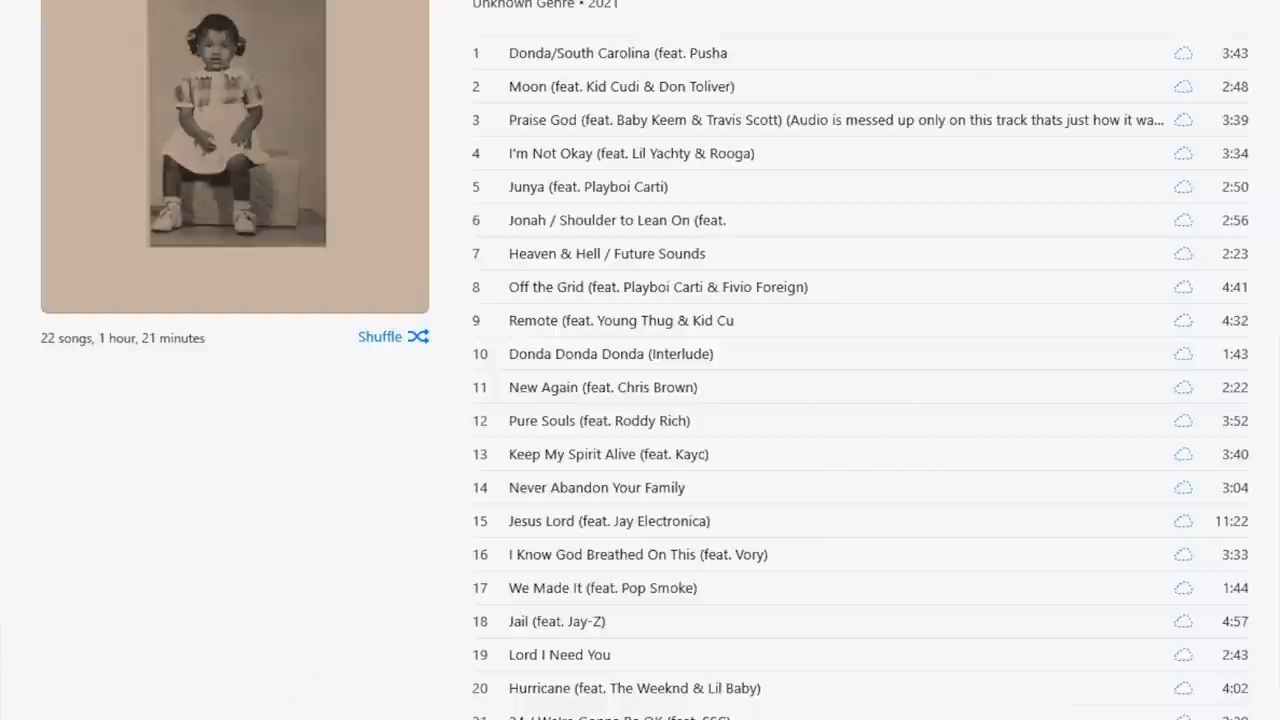 Unknown Genre • 2021
1 Donda/South Carolina (feat. Pusha 3:43
2 Moon (feat. Kid Cudi & Don Toliver) 2:48
3 Praise God (feat. Baby Keem & Travis Scott) (Audio is messed up only on this track thats just how it wa... 3:39
4 I'm Not Okay (feat. Lil Yachty & Rooga) 3:34
5 Junya (feat. Playboi Carti) 2:50
6 Jonah / Shoulder to Lean On (feat. 2:56
7 Heaven & Hell / Future Sounds 2:23
8 Off the Grid (feat. Playboi Carti & Fivio Foreign) 4:41
9 Remote (feat. Young Thug & Kid Cu 4:32
22 songs, 1 hour, 21 minutes Shuffle
10 Donda Donda Donda (Interlude) 1:43
11 New Again (feat. Chris Brown) 2:22
12 Pure Souls (feat. Roddy Rich) 3:52
13 Keep My Spirit Alive (feat. Kayc) 3:40
14 Never Abandon Your Family 3:04
15 Jesus Lord (feat. Jay Electronica) 11:22
16 I Know God Breathed On This (feat. Vory) 3:33
17 We Made It (feat. Pop Smoke) 1:44
18 Jail (feat. Jay-Z) 4:57
19 Lord I Need You 2:43
20 Hurricane (feat. The Weeknd & Lil Baby) 4:02